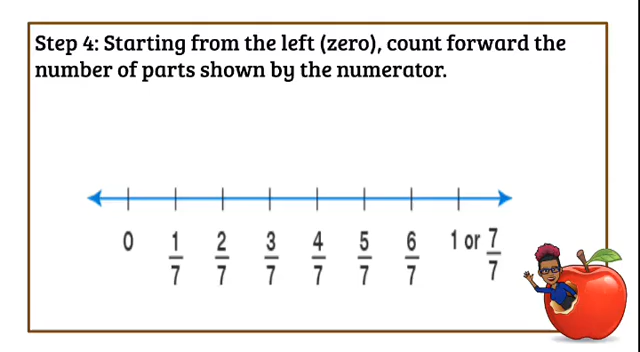 Step 4: Starting from the left (zero), count forward the
number of parts shown by the numerator.
0 1/7 2/7 3/7 4/7 5/7 6/7 1 or 7/7